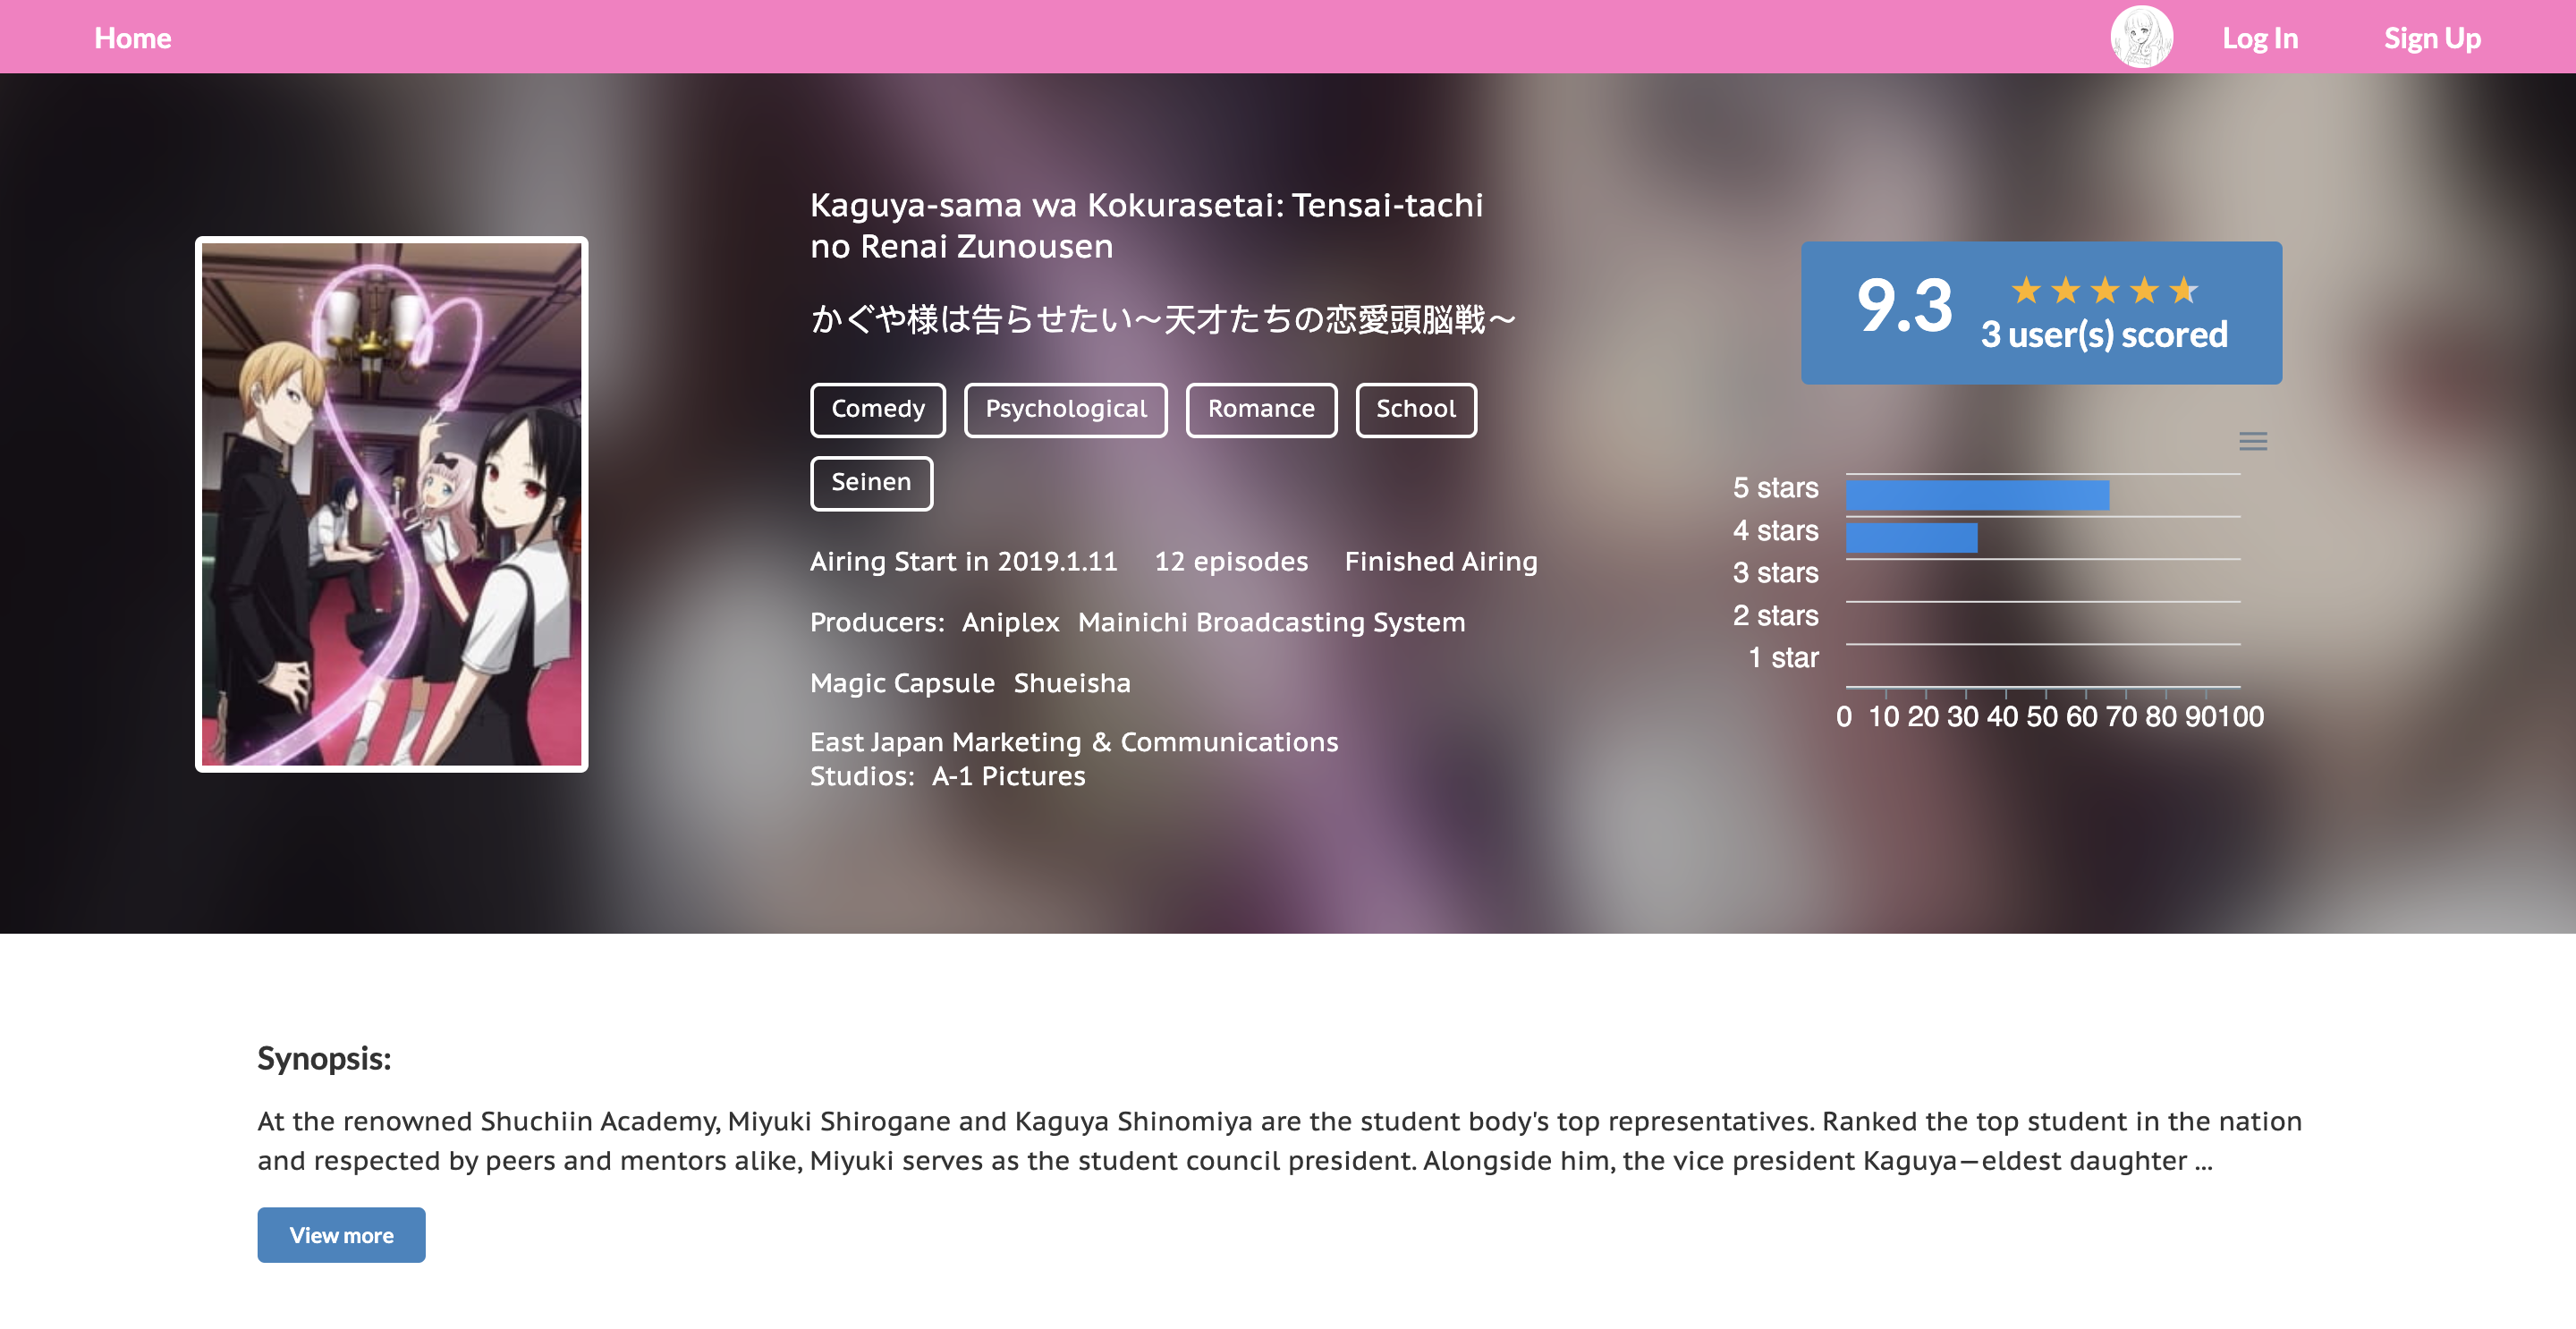 Home
Log In
Sign Up
Kaguya-sama wa Kokurasetai: Tensai-tachi
no Renai Zunousen
かぐや様は告らせたい～天才たちの恋愛頭脳戦～
Comedy
Psychological
Romance
School
Seinen
Airing Start in 2019.1.11 12 episodes Finished Airing
Producers: Aniplex Mainichi Broadcasting System
Magic Capsule Shueisha
East Japan Marketing & Communications
Studios: A-1 Pictures
9.3
3 user(s) scored
5 stars
4 stars
3 stars
2 stars
1 star
0 10 20 30 40 50 60 70 80 90 100
Synopsis:
At the renowned Shuchiin Academy, Miyuki Shirogane and Kaguya Shinomiya are the student body's top representatives. Ranked the top student in the nation
and respected by peers and mentors alike, Miyuki serves as the student council president. Alongside him, the vice president Kaguya—eldest daughter ...
View more